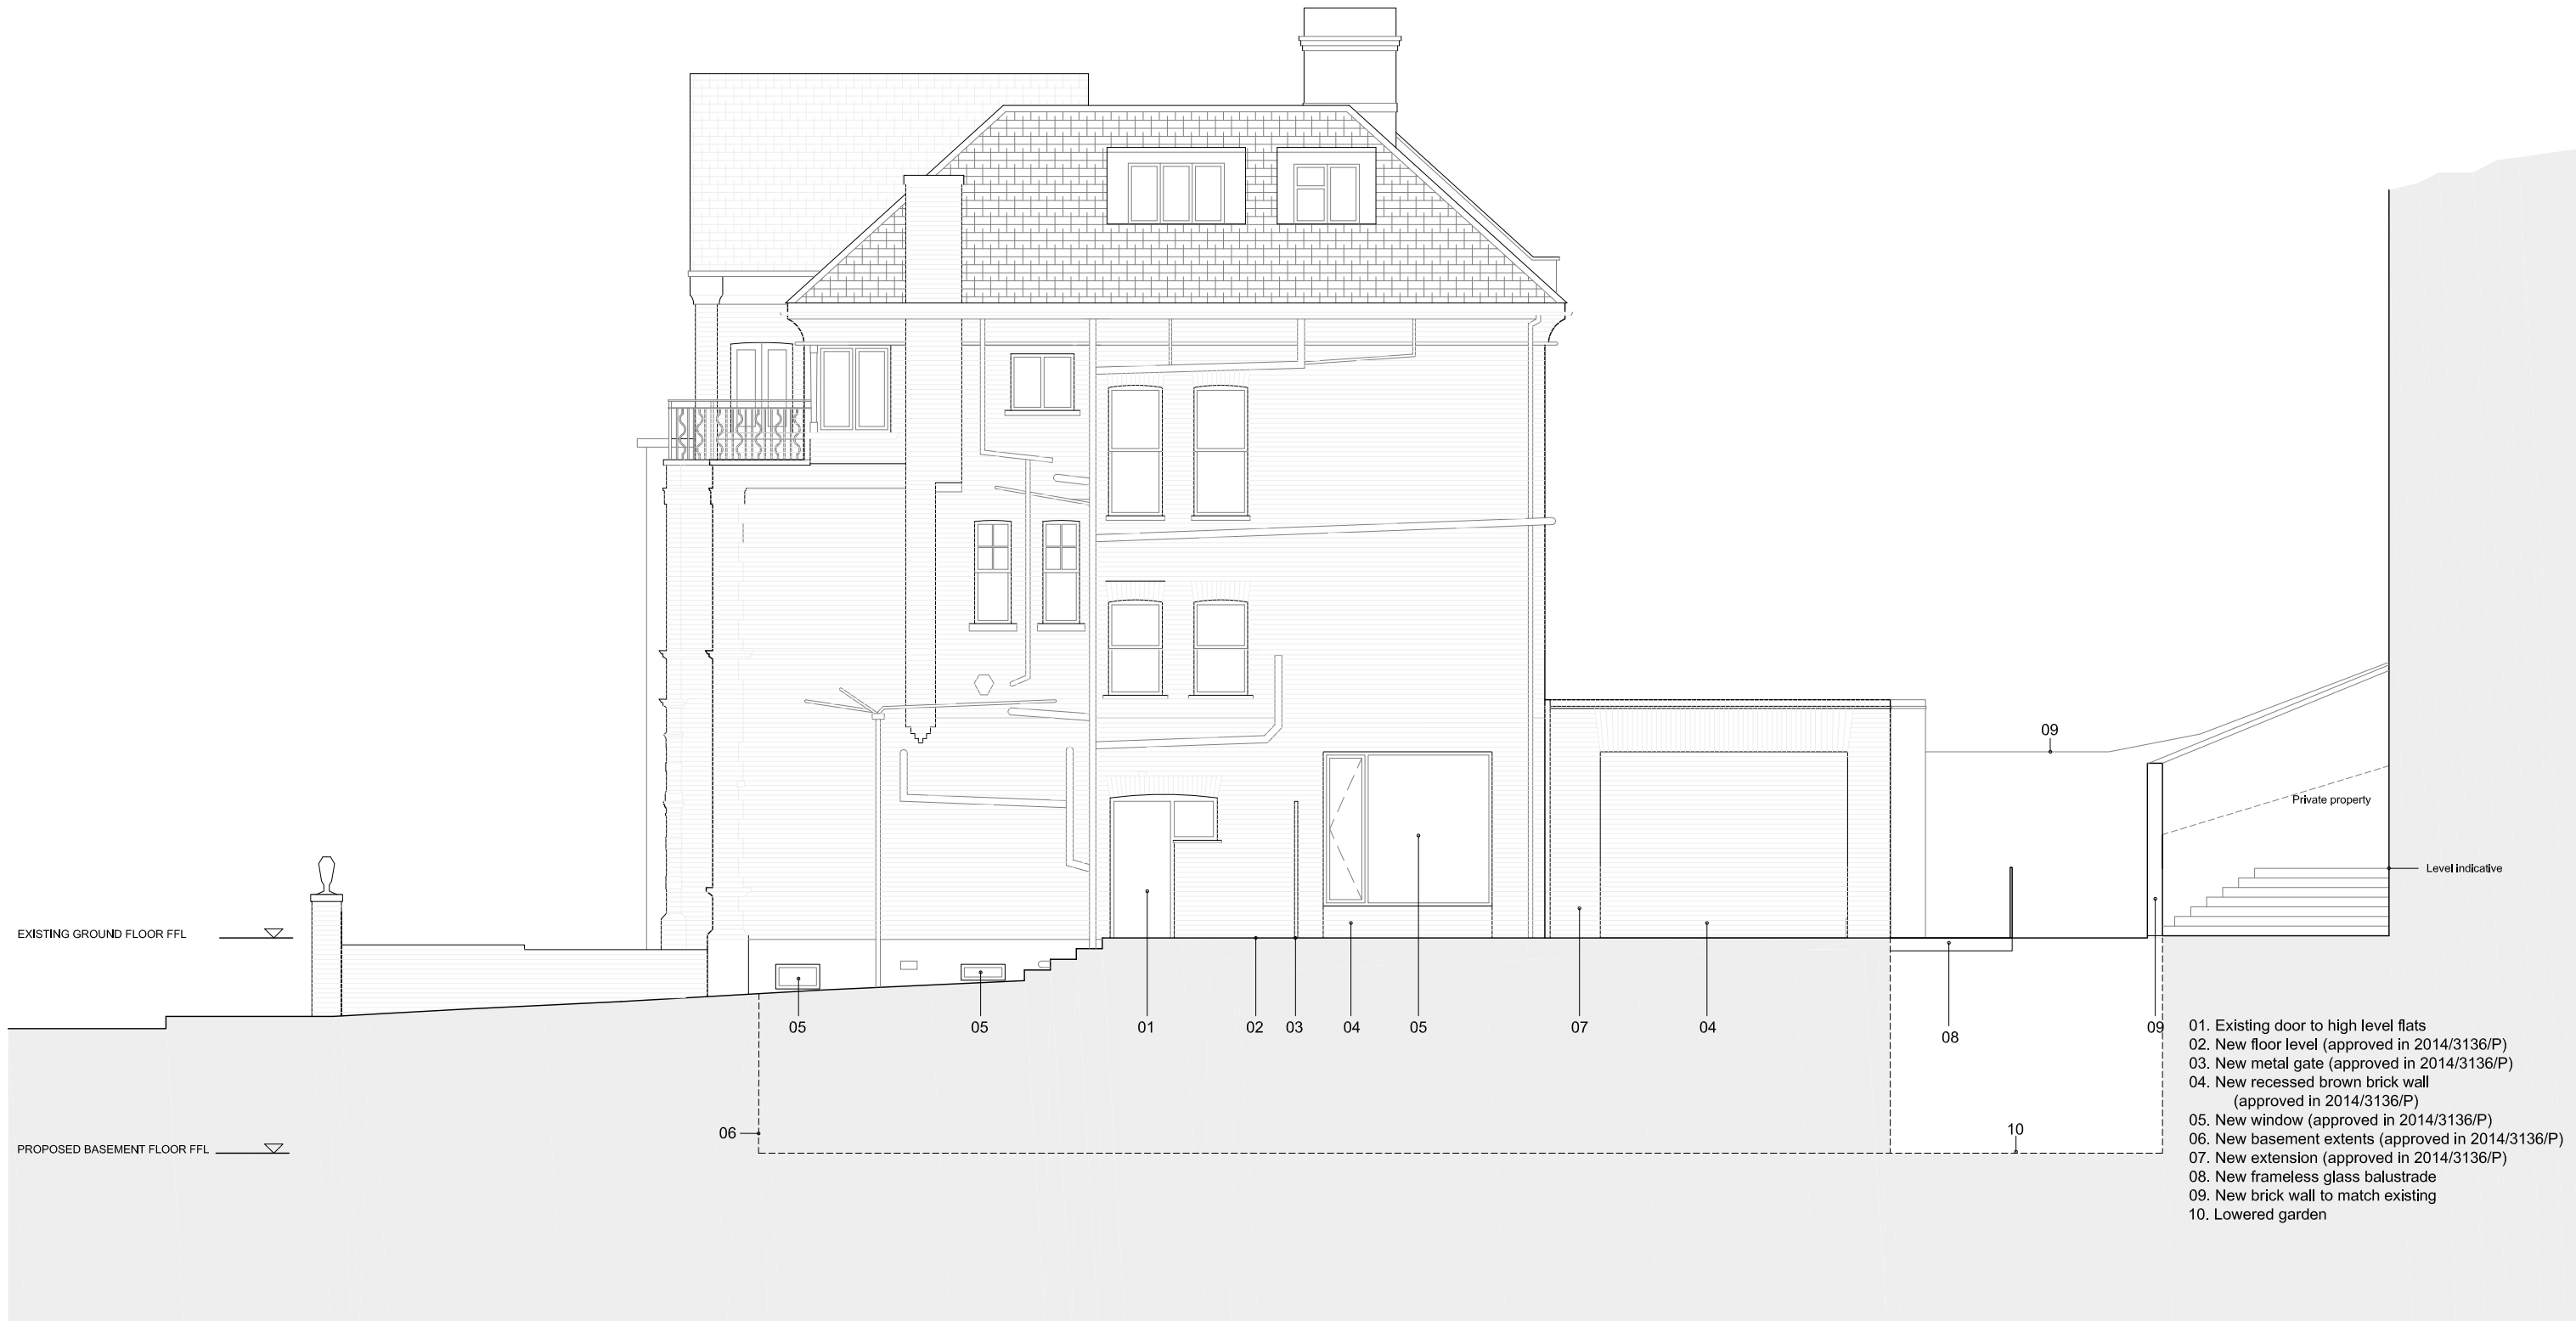 09
Private property
Level indicative
EXISTING GROUND FLOOR FFL
05 05 01 02 03 04 05 07 04 08 09
01. Existing door to high level flats
02. New floor level (approved in 2014/3136/P)
03. New metal gate (approved in 2014/3136/P)
04. New recessed brown brick wall
(approved in 2014/3136/P)
05. New window (approved in 2014/3136/P)
06. New basement extents (approved in 2014/3136/P)
07. New extension (approved in 2014/3136/P)
08. New frameless glass balustrade
09. New brick wall to match existing
10. Lowered garden
06
10
PROPOSED BASEMENT FLOOR FFL